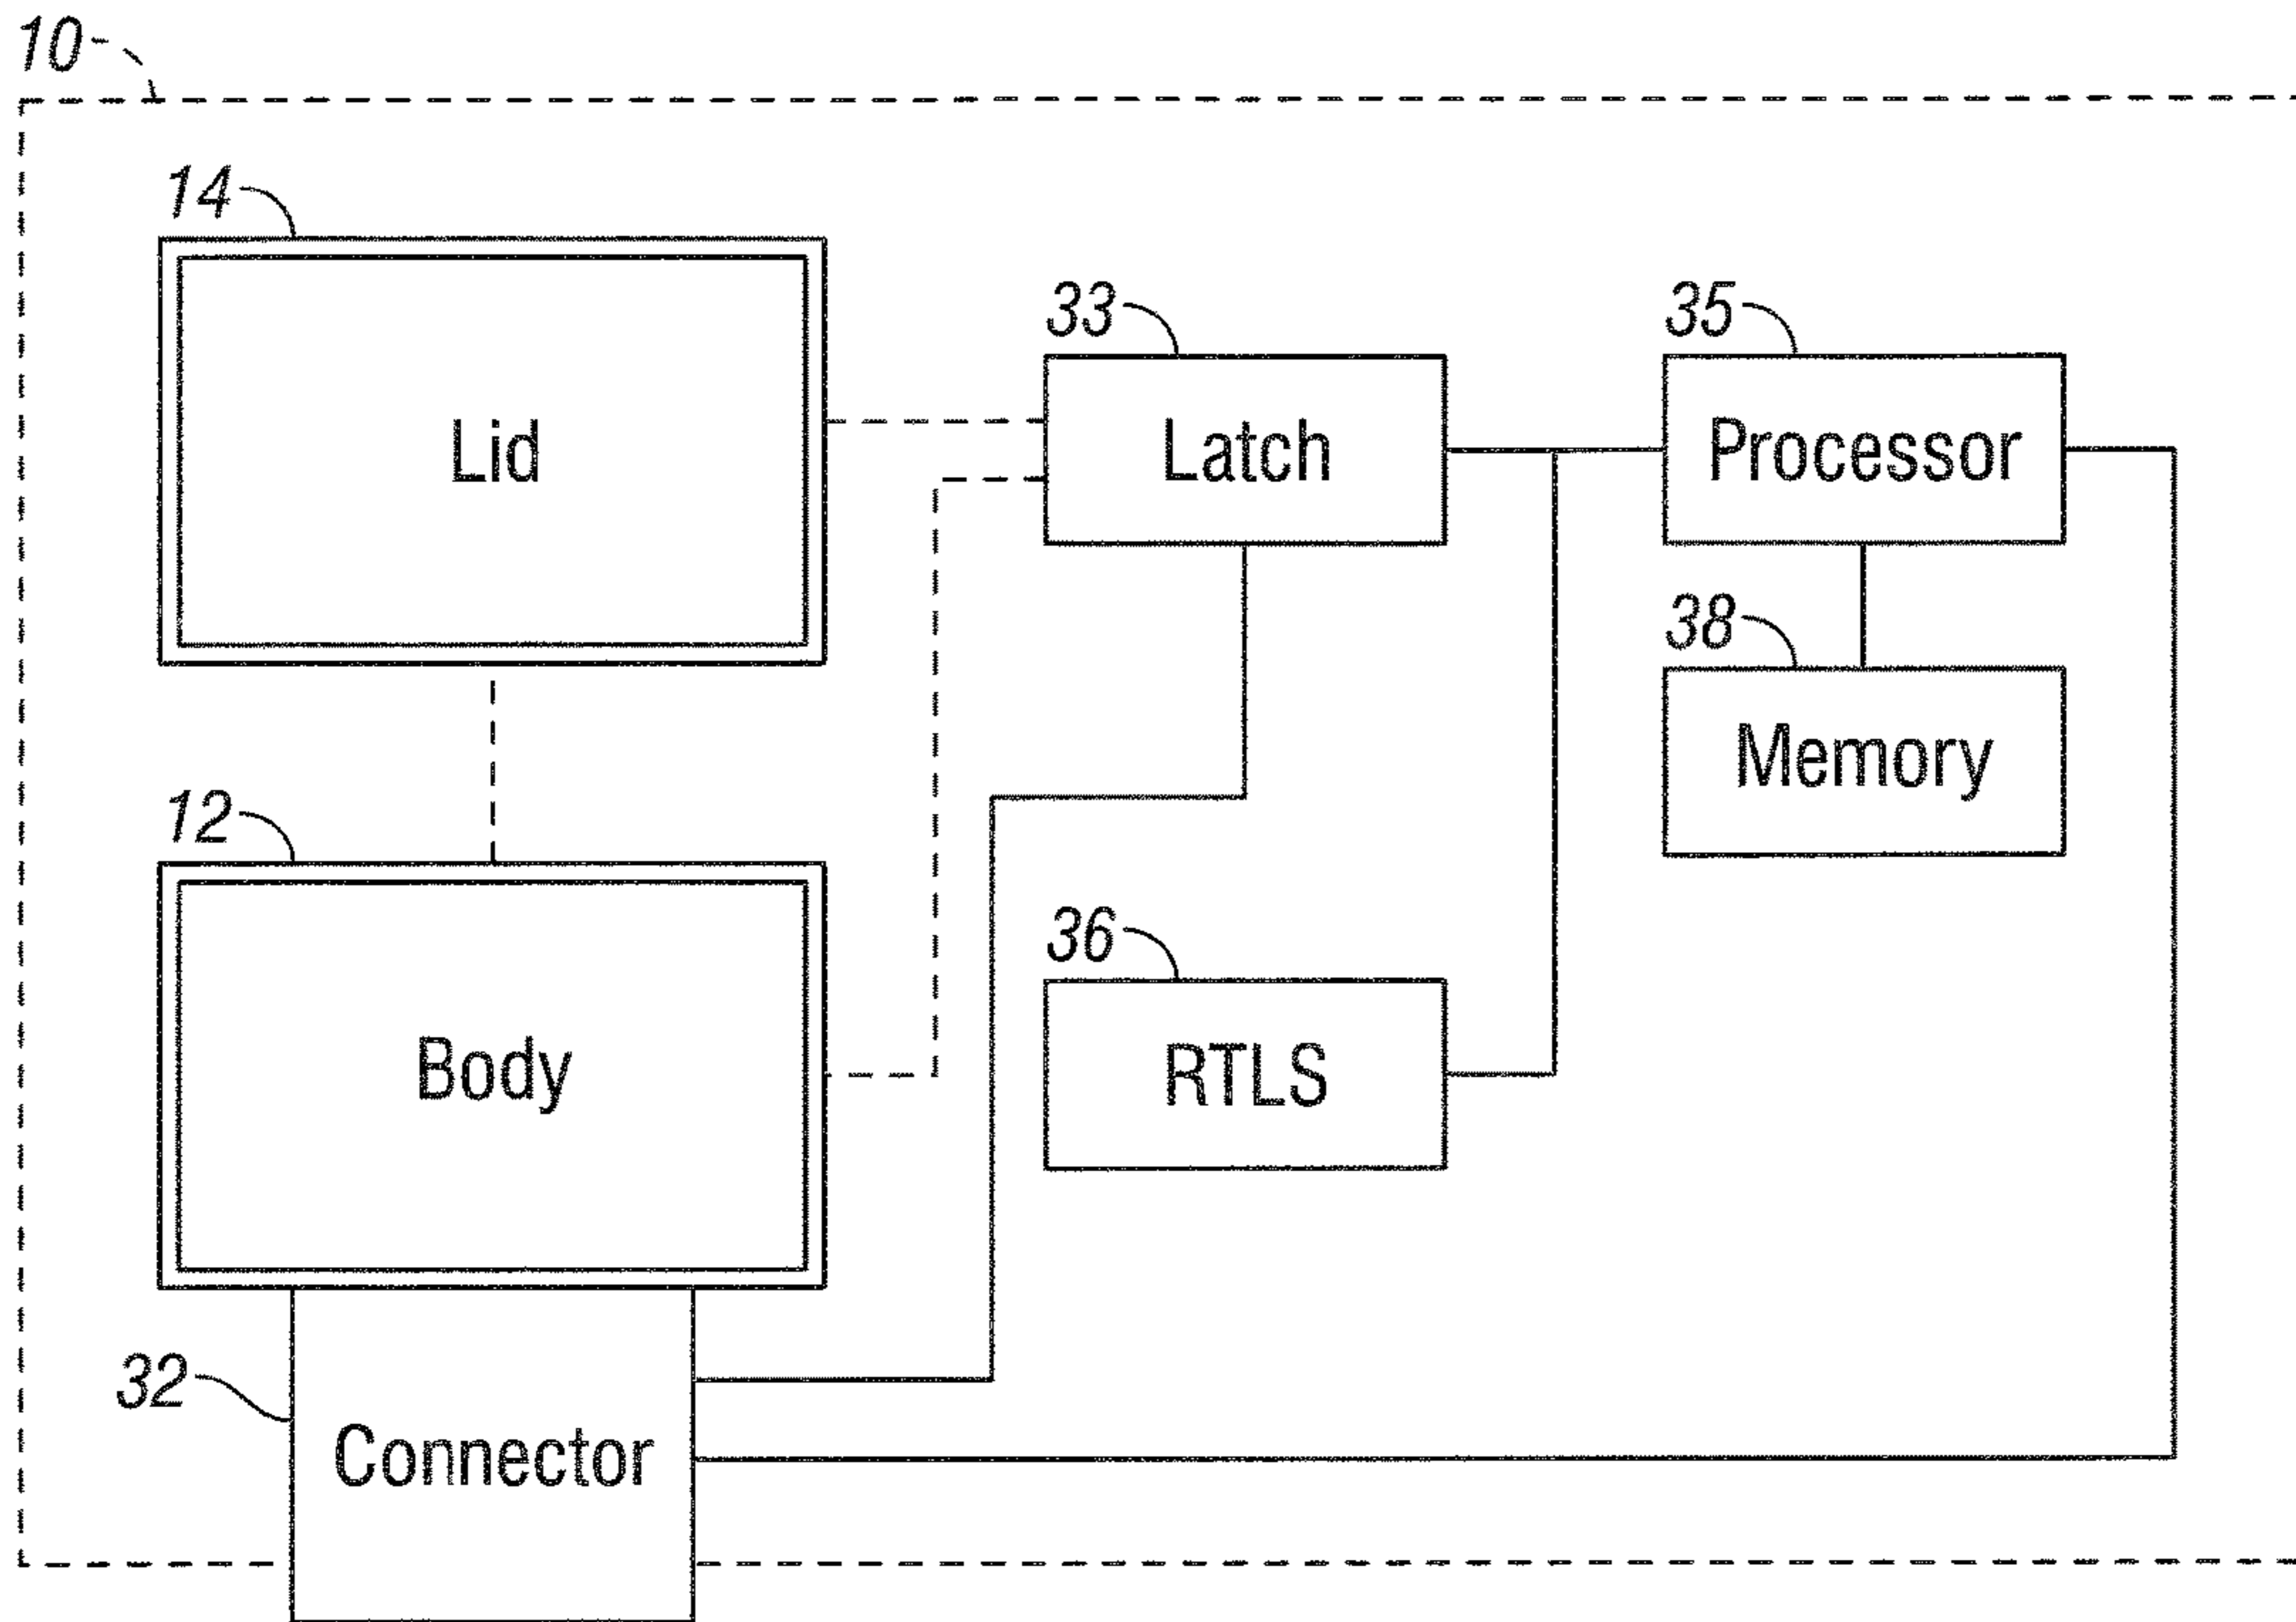 10
14
Lid
33
Latch
35
Processor
38
Memory
12
Body
36
RTLS
32
Connector